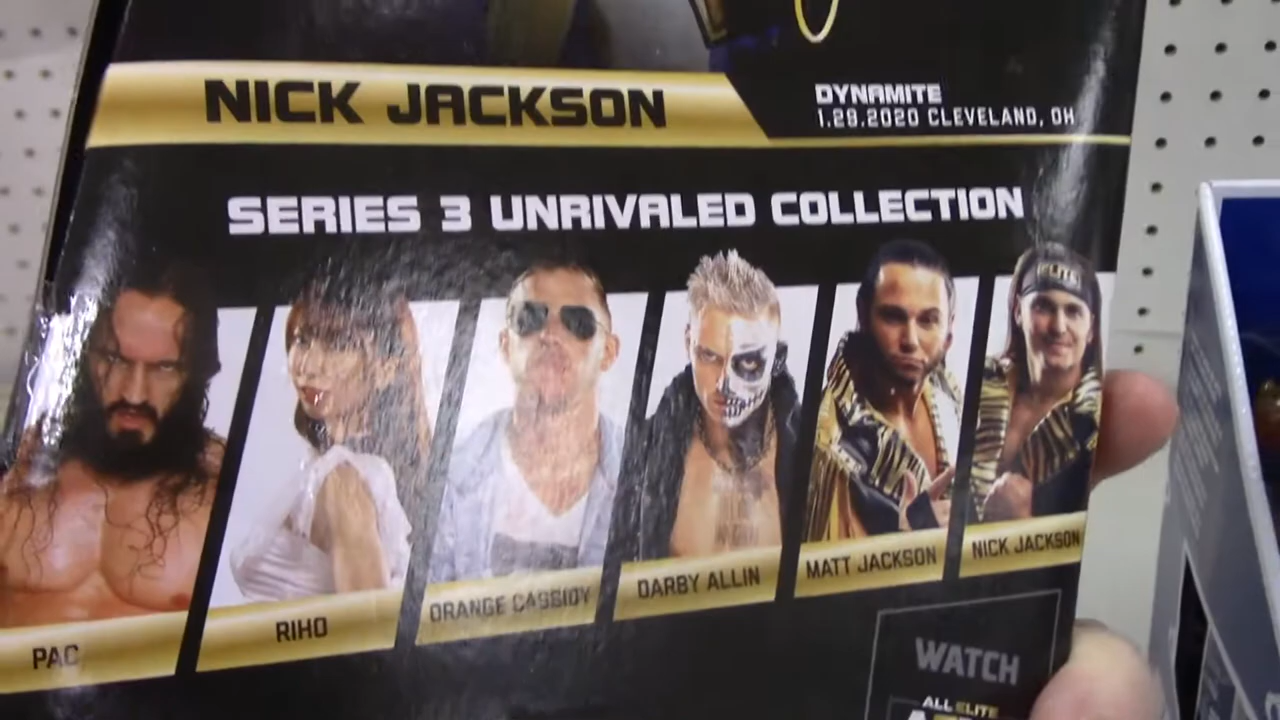 NICK JACKSON
DYNAMITE
1.29.2020 CLEVELAND, OH
SERIES 3 UNRIVALED COLLECTION
ELITE
PAC
RIHO
ORANGE CASSIDY
DARBY ALLIN
MATT JACKSON
NICK JACKSON
WATCH
ALL ELITE